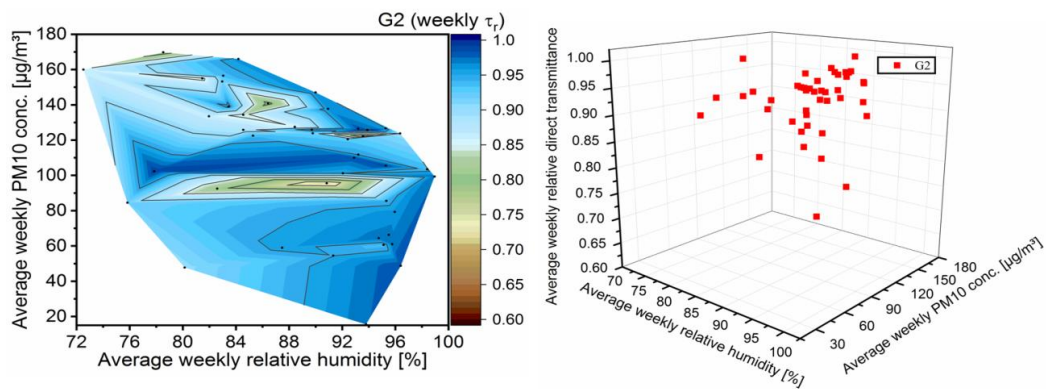 G2 (weekly τr)
180
160
140
120
100
80
60
40
20
Average weekly PM10 conc. [μg/m³]
72 76 80 84 88 92 96 100
Average weekly relative humidity [%]
1.0
0.95
0.90
0.85
0.80
0.75
0.70
0.65
0.60
G2
1.00
0.95
0.90
0.85
0.80
0.75
0.70
0.65
0.60
Average weekly relative direct transmittance
70 75 80 85 90 95 100
Average weekly relative humidity [%]
30 60 90 120 150 180
Average weekly PM10 conc. [μg/m³]